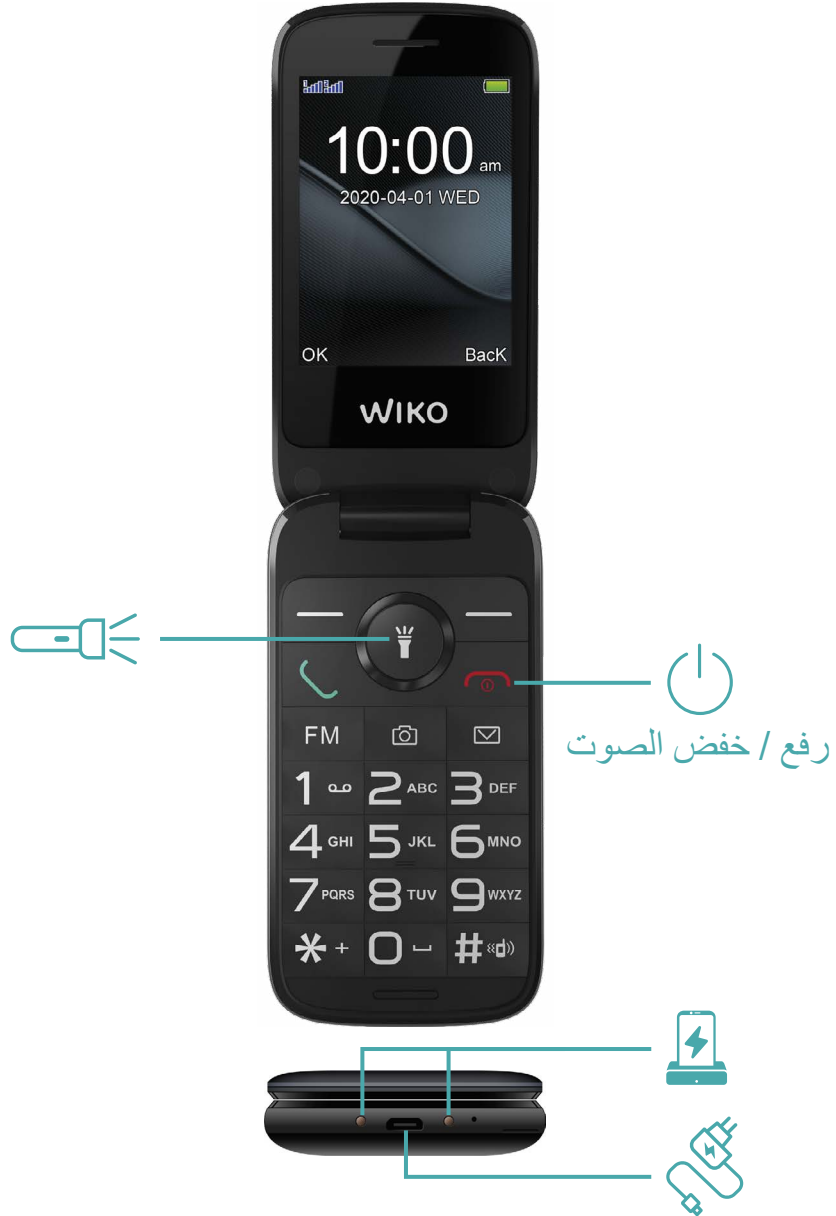 10:00 am
2020-04-01 WED
OK BacK
WIKO
FM
رفع / خفض الصوت
1 2 ABC 3 DEF
4 GHI 5 JKL 6 MNO
7 PQRS 8 TUV 9 WXYZ
* + 0 #